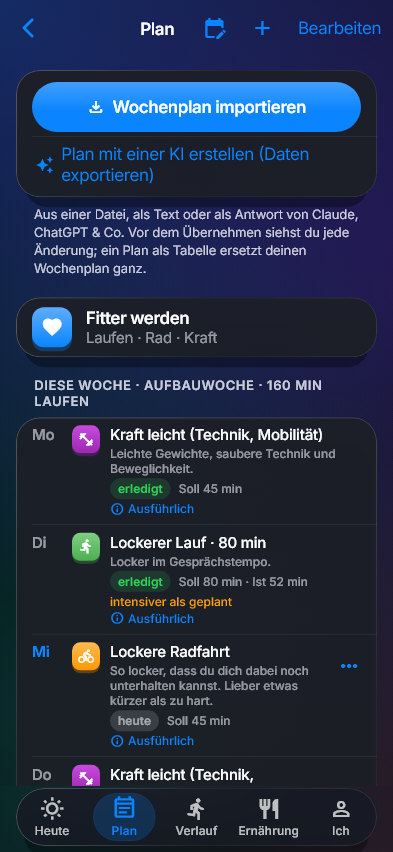 Plan
Bearbeiten
Wochenplan importieren
Plan mit einer KI erstellen (Daten
exportieren)
Aus einer Datei, als Text oder als Antwort von Claude,
ChatGPT & Co. Vor dem Übernehmen siehst du jede
Änderung; ein Plan als Tabelle ersetzt deinen
Wochenplan ganz.
Fitter werden
Laufen · Rad · Kraft
DIESE WOCHE · AUFBAUWOCHE · 160 MIN
LAUFEN
Mo
Kraft leicht (Technik, Mobilität)
Leichte Gewichte, saubere Technik und
Beweglichkeit.
erledigt Soll 45 min
Ausführlich
Di
Lockerer Lauf · 80 min
Locker im Gesprächstempo.
erledigt Soll 80 min · Ist 52 min
intensiver als geplant
Ausführlich
Mi
Lockere Radfahrt
So locker, dass du dich dabei noch
unterhalten kannst. Lieber etwas
kürzer als zu hart.
heute Soll 45 min
Ausführlich
Do
Kraft leicht (Technik,
Heute Plan Verlauf Ernährung Ich